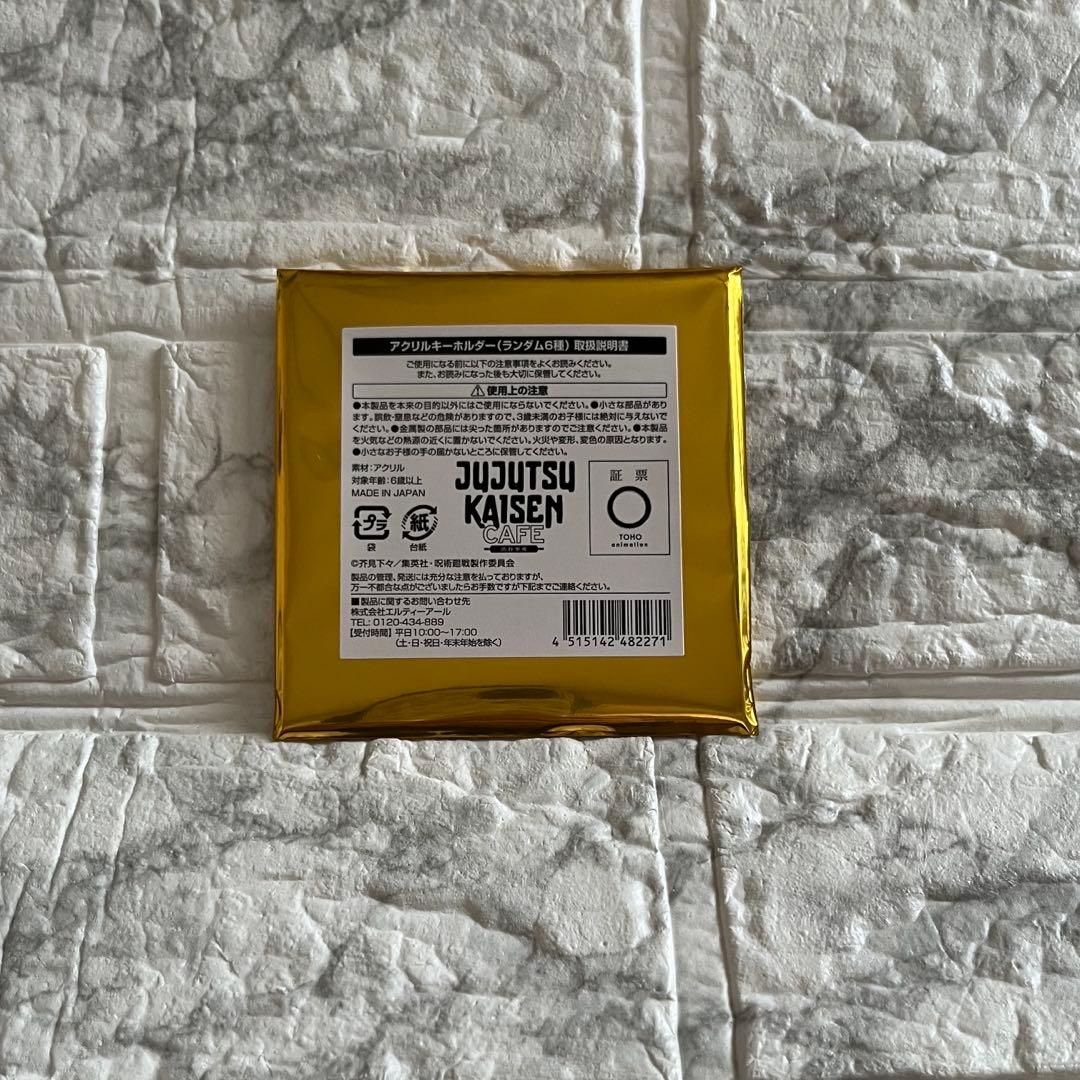 アクリルキーホルダー(ランダム6種) 取扱説明書
ご使用になる前に以下の注意事項をよくお読みください。
また、お読みになった後も大切に保管してください。
⚠使用上の注意
●本製品を本来の目的以外にはご使用にならないでください。●小さな部品があり
ます。誤飲・窒息などの危険がありますので、3歳未満のお子様には絶対に与えないで
ください。●金属製の部品には尖った箇所がありますのでご注意ください。●本製品
を火気などの熱源の近くに置かないでください。火災や変形、変色の原因となります。
●小さなお子様の手の届かないところに保管してください。
素材:アクリル
対象年齢:6歳以上
MADE IN JAPAN
プラ
袋
紙
台紙
JUJUTSU
KAISEN
CAFE
渋谷事変
証票
TOHO
animation
©芥見下々/集英社・呪術廻戦製作委員会
製品の管理、発送には充分な注意を払っておりますが、
万一不都合な点がございましたらお手数ですが下記までご連絡ください。
■製品に関するお問い合わせ先
株式会社エルティーアール
TEL: 0120-434-889
【受付時間】平日10:00〜17:00
(土・日・祝日・年末年始を除く)
4 515142 482271